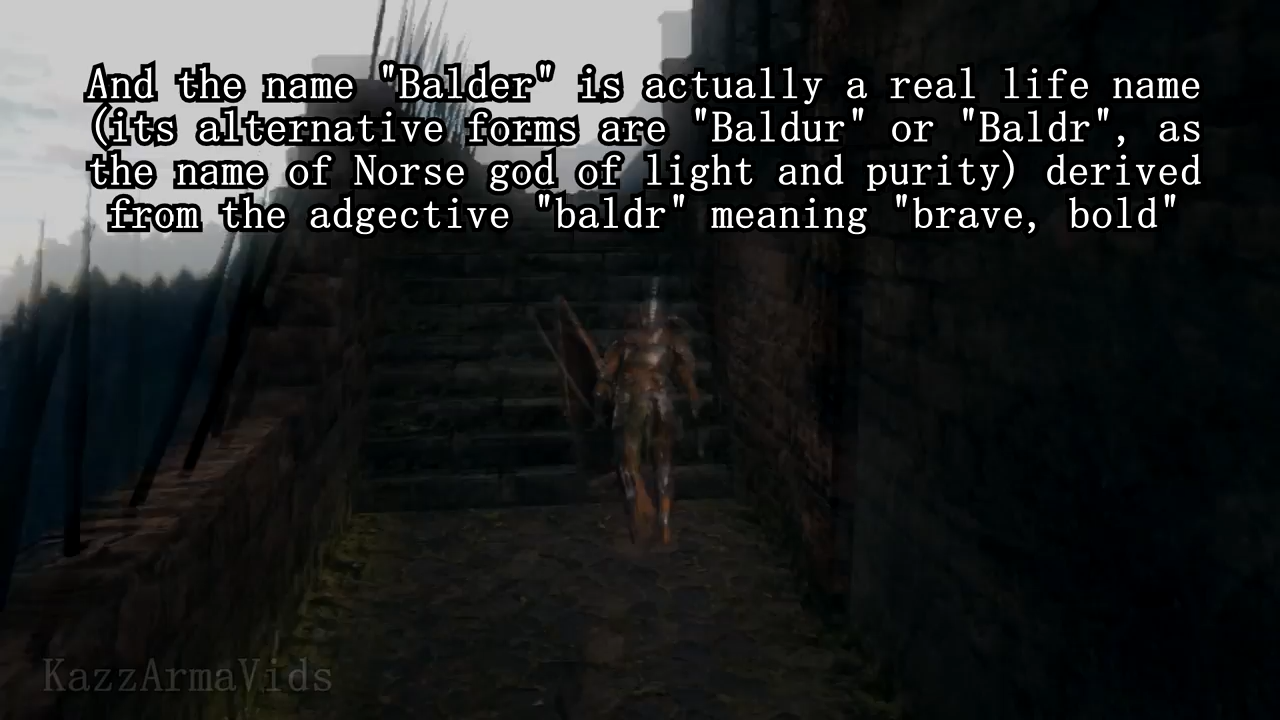 And the name "Balder" is actually a real life name
(its alternative forms are "Baldur" or "Baldr", as
the name of Norse god of light and purity) derived
from the adgective "baldr" meaning "brave, bold"
KazzArmaVids